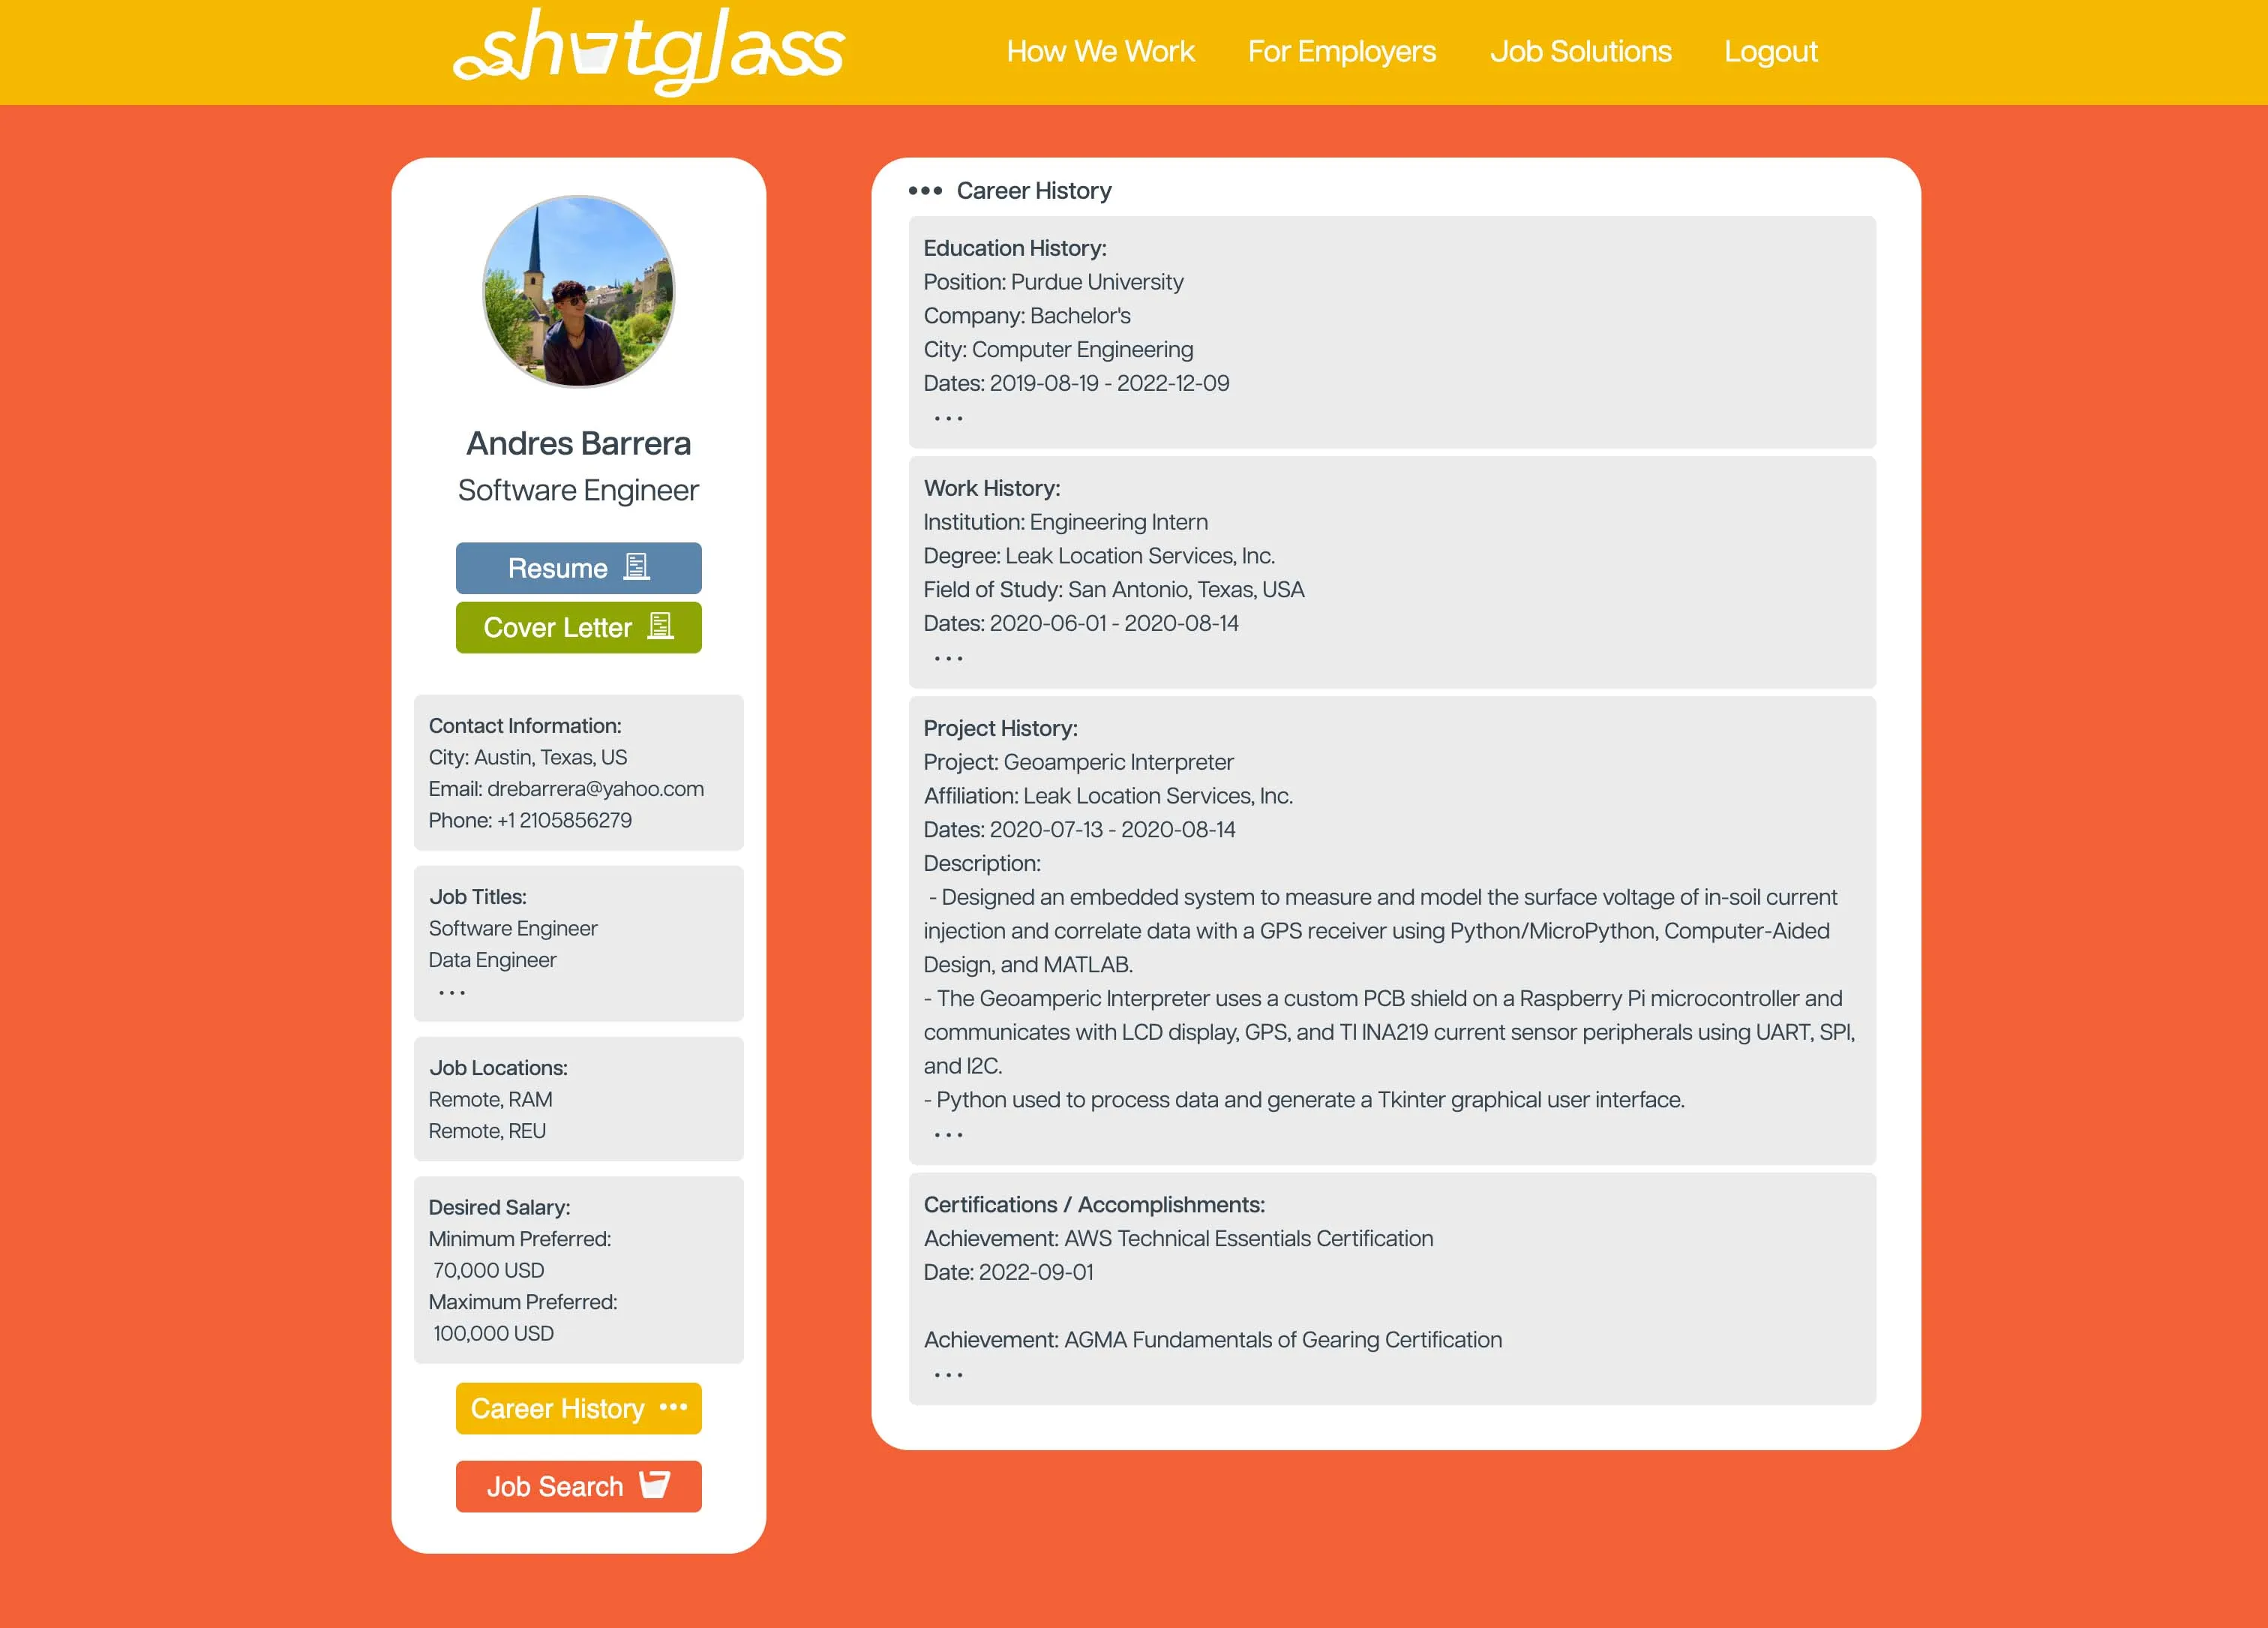 shotglass
How We Work
For Employers
Job Solutions
Logout
Andres Barrera
Software Engineer
Resume
Cover Letter
Contact Information:
City: Austin, Texas, US
Email: drebarrera@yahoo.com
Phone: +1 2105856279
Job Titles:
Software Engineer
Data Engineer
...
Job Locations:
Remote, RAM
Remote, REU
Desired Salary:
Minimum Preferred:
70,000 USD
Maximum Preferred:
100,000 USD
Career History •••
Job Search
••• Career History
Education History:
Position: Purdue University
Company: Bachelor's
City: Computer Engineering
Dates: 2019-08-19 - 2022-12-09
...
Work History:
Institution: Engineering Intern
Degree: Leak Location Services, Inc.
Field of Study: San Antonio, Texas, USA
Dates: 2020-06-01 - 2020-08-14
...
Project History:
Project: Geoamperic Interpreter
Affiliation: Leak Location Services, Inc.
Dates: 2020-07-13 - 2020-08-14
Description:
- Designed an embedded system to measure and model the surface voltage of in-soil current
injection and correlate data with a GPS receiver using Python/MicroPython, Computer-Aided
Design, and MATLAB.
- The Geoamperic Interpreter uses a custom PCB shield on a Raspberry Pi microcontroller and
communicates with LCD display, GPS, and TI INA219 current sensor peripherals using UART, SPI,
and I2C.
- Python used to process data and generate a Tkinter graphical user interface.
...
Certifications / Accomplishments:
Achievement: AWS Technical Essentials Certification
Date: 2022-09-01
Achievement: AGMA Fundamentals of Gearing Certification
...